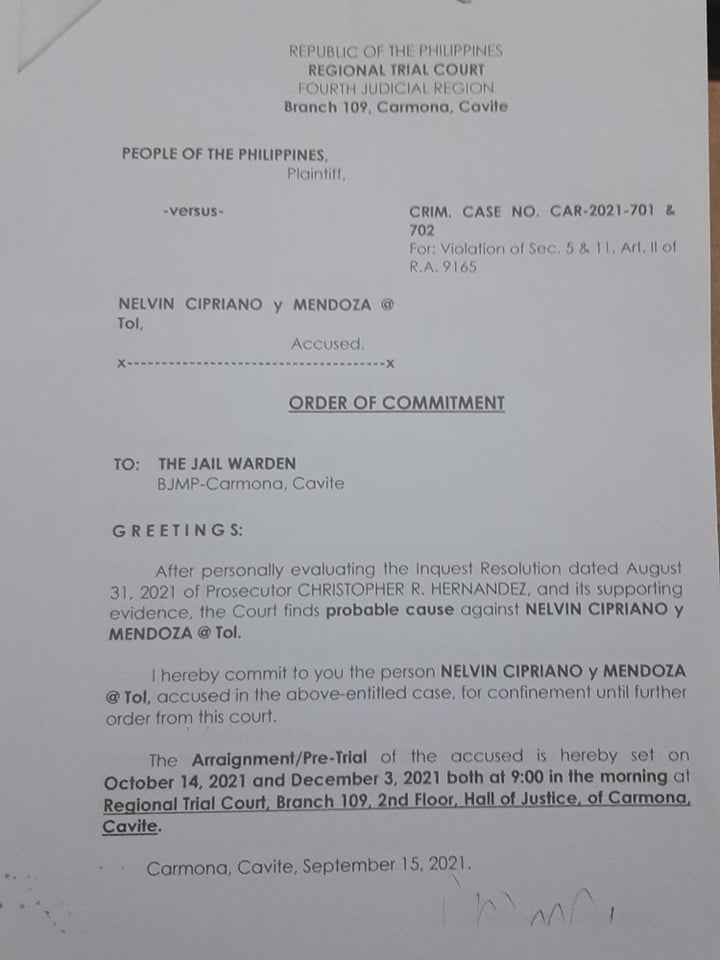 REPUBLIC OF THE PHILIPPINES
REGIONAL TRIAL COURT
FOURTH JUDICIAL REGION
Branch 109, Carmona, Cavite
PEOPLE OF THE PHILIPPINES,
Plaintiff,
-versus-
CRIM. CASE NO. CAR-2021-701 &
702
For: Violation of Sec. 5 & 11, Art. II of
R.A. 9165
NELVIN CIPRIANO y MENDOZA @
Tol,
Accused.
x-------------------------------------x
ORDER OF COMMITMENT
TO: THE JAIL WARDEN
BJMP-Carmona, Cavite
G R E E T I N G S:
After personally evaluating the Inquest Resolution dated August
31, 2021 of Prosecutor CHRISTOPHER R. HERNANDEZ, and its supporting
evidence, the Court finds probable cause against NELVIN CIPRIANO y
MENDOZA @ Tol.
I hereby commit to you the person NELVIN CIPRIANO y MENDOZA
@ Tol, accused in the above-entitled case, for confinement until further
order from this court.
The Arraignment/Pre-Trial of the accused is hereby set on
October 14, 2021 and December 3, 2021 both at 9:00 in the morning at
Regional Trial Court, Branch 109, 2nd Floor, Hall of Justice, of Carmona,
Cavite.
Carmona, Cavite, September 15, 2021.